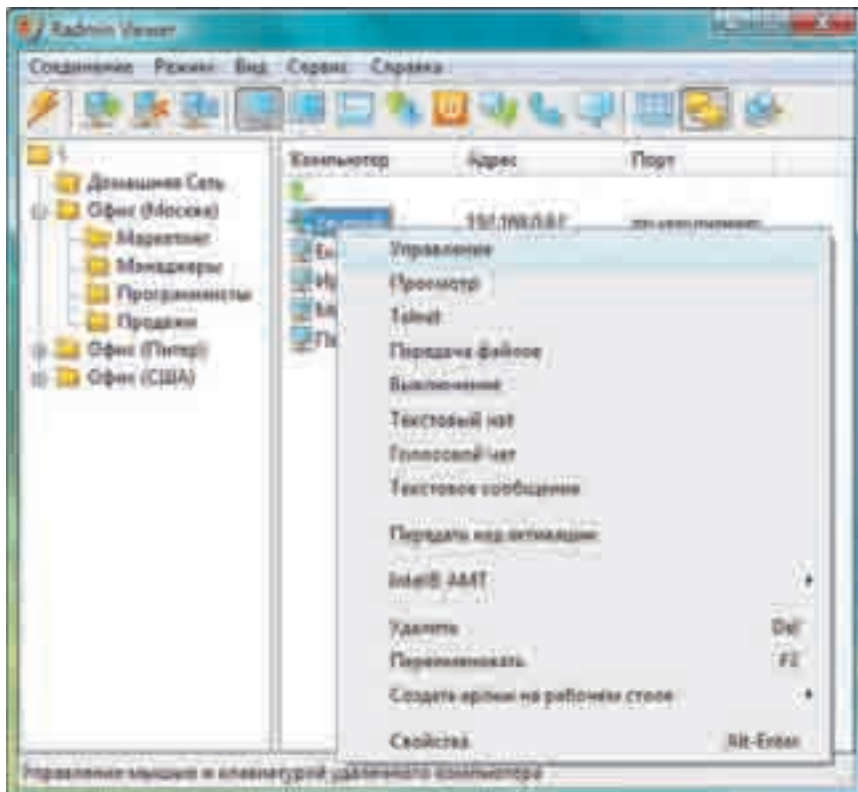 Radmin Viewer
Соединение Режим Вид Сервис Справка
Компьютер Адрес Порт
Домашняя Сеть
Офис (Москва)
Маркетинг
Менеджеры
Программисты
Продажи
Офис (Питер)
Офис (США)
Управление
Просмотр
Telnet
Передача файлов
Выключение
Текстовый чат
Голосовой чат
Текстовое сообщение
Передать код активации
Intel® AMT
Удалить Del
Переименовать F2
Создать ярлык на рабочем столе
Свойства Alt-Enter
Управление мышью и клавиатурой удаленного компьютера